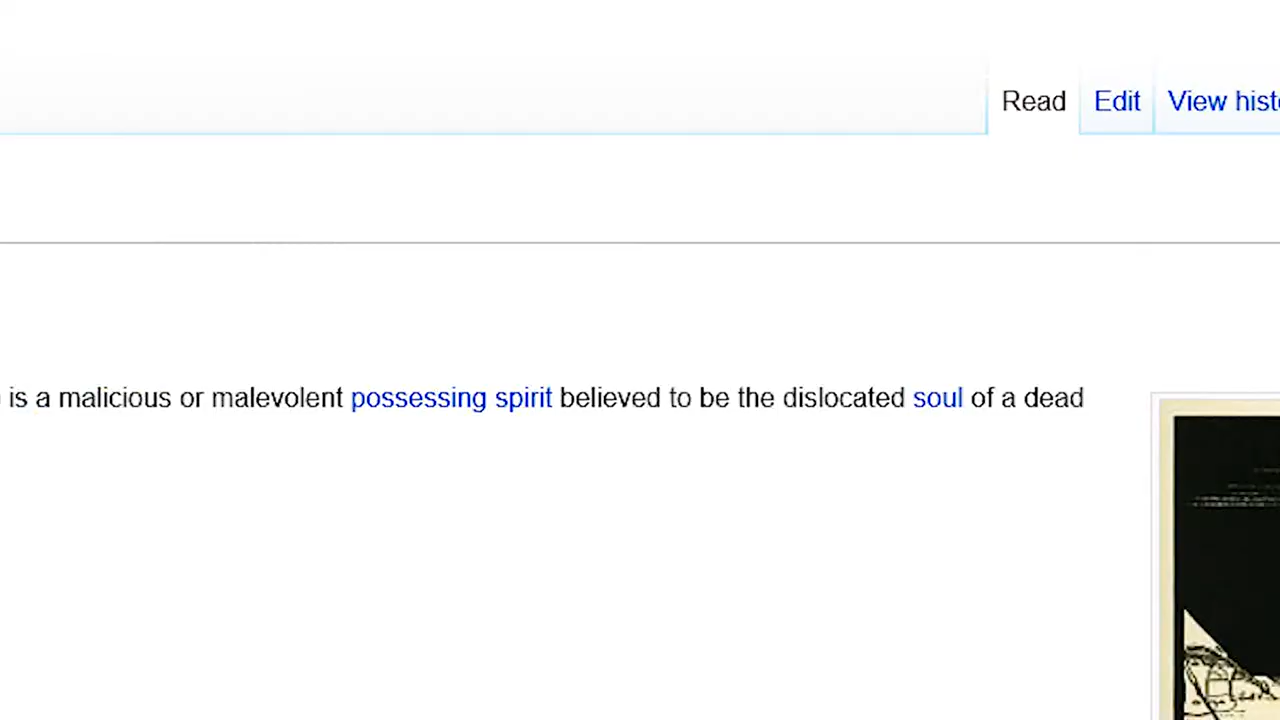 Read Edit View hist
is a malicious or malevolent possessing spirit believed to be the dislocated soul of a dead